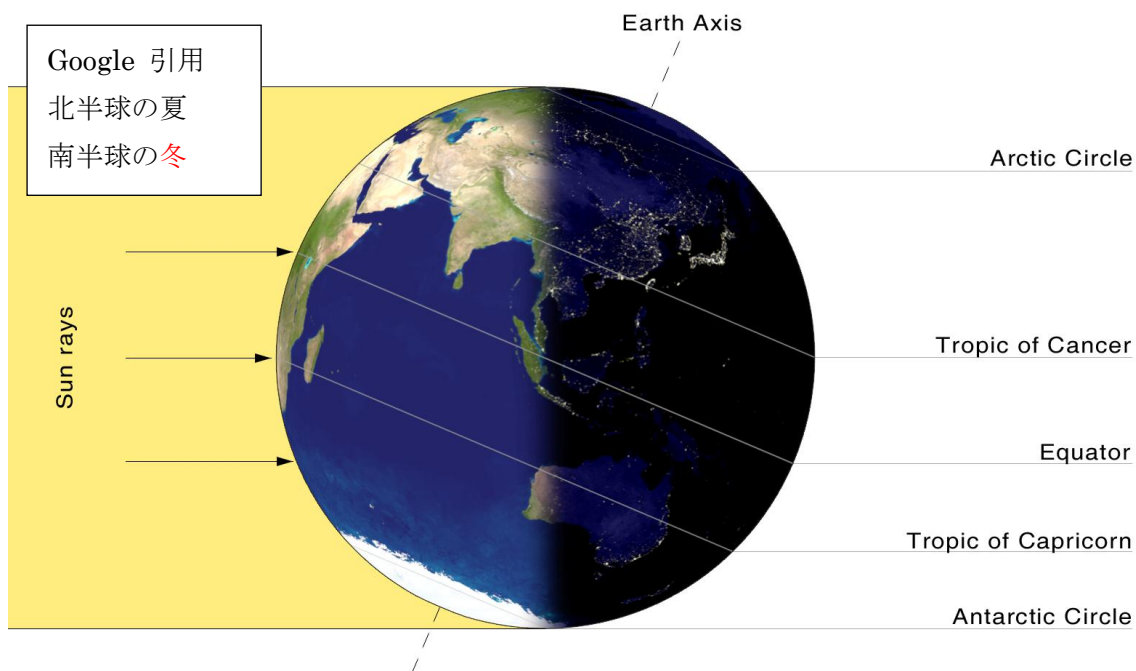 Earth Axis
Google 引用
北半球の夏
南半球の冬
Arctic Circle
Sun rays
Tropic of Cancer
Equator
Tropic of Capricorn
Antarctic Circle